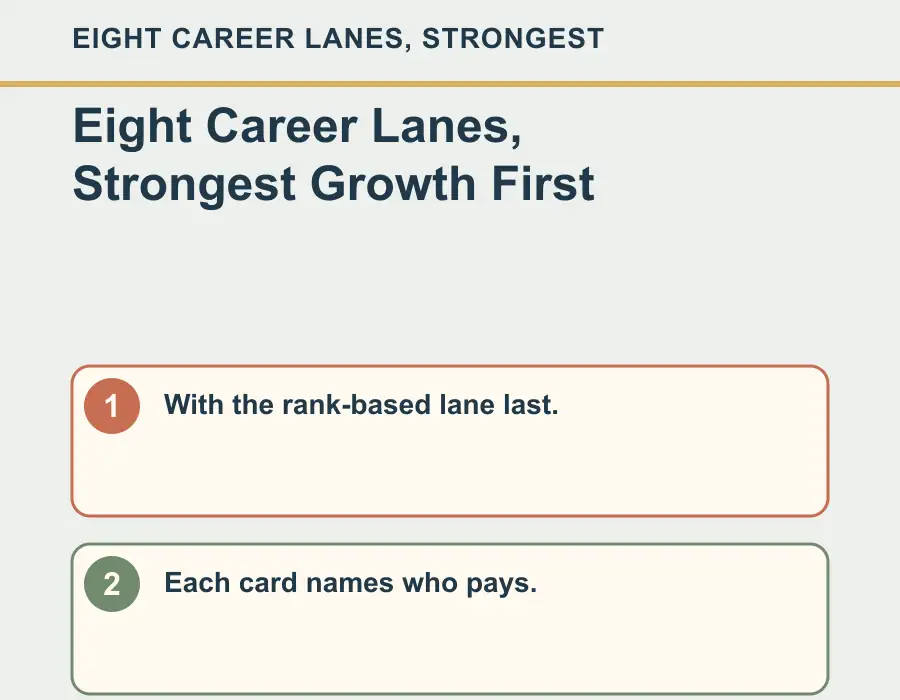 EIGHT CAREER LANES, STRONGEST
Eight Career Lanes,
Strongest Growth First
1 With the rank-based lane last.
2 Each card names who pays.